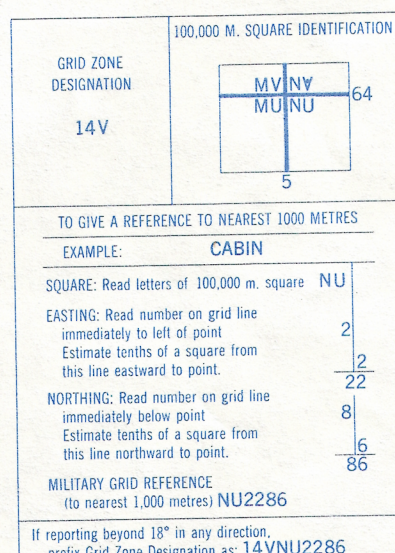 GRID ZONE
DESIGNATION
14V
100,000 M. SQUARE IDENTIFICATION
MV NV
MU NU
64
5
TO GIVE A REFERENCE TO NEAREST 1000 METRES
EXAMPLE: CABIN
SQUARE: Read letters of 100,000 m. square NU
EASTING: Read number on grid line
immediately to left of point 2
Estimate tenths of a square from
this line eastward to point. 2
22
NORTHING: Read number on grid line
immediately below point 8
Estimate tenths of a square from
this line northward to point. 6
86
MILITARY GRID REFERENCE
(to nearest 1,000 metres) NU2286
If reporting beyond 18° in any direction,
prefix Grid Zone Designation as: 14VNU2286